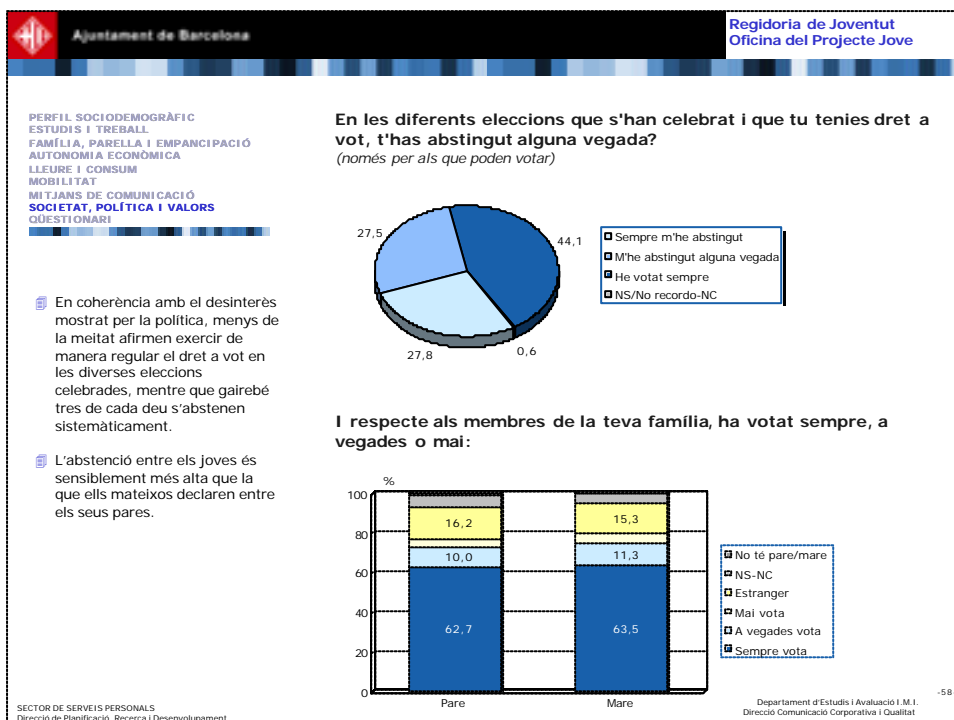 Ajuntament de Barcelona
Regidoria de Joventut
Oficina del Projecte Jove
PERFIL SOCIODEMOGRÀFIC
ESTUDIS I TREBALL
FAMÍLIA, PARELLA I EMPANCIPACIÓ
AUTONOMIA ECONÒMICA
LLEURE I CONSUM
MOBILITAT
MITJANS DE COMUNICACIÓ
SOCIETAT, POLÍTICA I VALORS
QÜESTIONARI
En coherència amb el desinterès
mostrat per la política, menys de
la meitat afirmen exercir de
manera regular el dret a vot en
les diverses eleccions
celebrades, mentre que gairebé
tres de cada deu s'abstenen
sistemàticament.
L'abstenció entre els joves és
sensiblement més alta que la
que ells mateixos declaren entre
els seus pares.
En les diferents eleccions que s'han celebrat i que tu tenies dret a
vot, t'has abstingut alguna vegada?
(només per als que poden votar)
27,5
44,1
27,8
0,6
Sempre m'he abstingut
M'he abstingut alguna vegada
He votat sempre
NS/No recordo-NC
I respecte als membres de la teva família, ha votat sempre, a
vegades o mai:
%
100
80
60
40
20
0
16,2
10,0
62,7
15,3
11,3
63,5
Pare
Mare
No té pare/mare
NS-NC
Estranger
Mai vota
A vegades vota
Sempre vota
SECTOR DE SERVEIS PERSONALS
Direcció de Planificació, Recerca i Desenvolupament
-58
Departament d'Estudis i Avaluació I.M.I.
Direcció Comunicació Corporativa i Qualitat